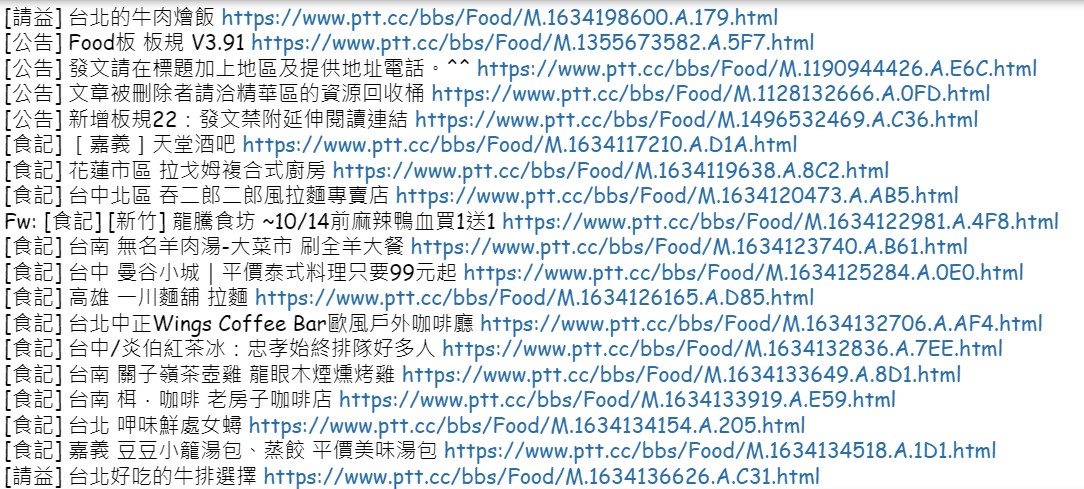 [請益] 台北的牛肉燴飯 https://www.ptt.cc/bbs/Food/M.1634198600.A.179.html
[公告] Food板 板規 V3.91 https://www.ptt.cc/bbs/Food/M.1355673582.A.5F7.html
[公告] 發文請在標題加上地區及提供地址電話。^^ https://www.ptt.cc/bbs/Food/M.1190944426.A.E6C.html
[公告] 文章被刪除者請洽精華區的資源回收桶 https://www.ptt.cc/bbs/Food/M.1128132666.A.0FD.html
[公告] 新增板規22：發文禁附延伸閱讀連結 https://www.ptt.cc/bbs/Food/M.1496532469.A.C36.html
[食記] ［嘉義］天堂酒吧 https://www.ptt.cc/bbs/Food/M.1634117210.A.D1A.html
[食記] 花蓮市區 拉戈姆複合式廚房 https://www.ptt.cc/bbs/Food/M.1634119638.A.8C2.html
[食記] 台中北區 吞二郎二郎風拉麵專賣店 https://www.ptt.cc/bbs/Food/M.1634120473.A.AB5.html
Fw: [食記] [新竹] 龍騰食坊 ~10/14前麻辣鴨血買1送1 https://www.ptt.cc/bbs/Food/M.1634122981.A.4F8.html
[食記] 台南 無名羊肉湯-大菜市 刷全羊大餐 https://www.ptt.cc/bbs/Food/M.1634123740.A.B61.html
[食記] 台中 曼谷小城｜平價泰式料理只要99元起 https://www.ptt.cc/bbs/Food/M.1634125284.A.0E0.html
[食記] 高雄 一川麵舖 拉麵 https://www.ptt.cc/bbs/Food/M.1634126165.A.D85.html
[食記] 台北中正Wings Coffee Bar歐風戶外咖啡廳 https://www.ptt.cc/bbs/Food/M.1634132706.A.AF4.html
[食記] 台中/炎伯紅茶冰：忠孝始終排隊好多人 https://www.ptt.cc/bbs/Food/M.1634132836.A.7EE.html
[食記] 台南 關子嶺茶壺雞 龍眼木煙燻烤雞 https://www.ptt.cc/bbs/Food/M.1634133649.A.8D1.html
[食記] 台南 栮．咖啡 老房子咖啡店 https://www.ptt.cc/bbs/Food/M.1634133919.A.E59.html
[食記] 台北 呷味鮮處女蟳 https://www.ptt.cc/bbs/Food/M.1634134154.A.205.html
[食記] 嘉義 豆豆小籠湯包、蒸餃 平價美味湯包 https://www.ptt.cc/bbs/Food/M.1634134518.A.1D1.html
[請益] 台北好吃的牛排選擇 https://www.ptt.cc/bbs/Food/M.1634136626.A.C31.html